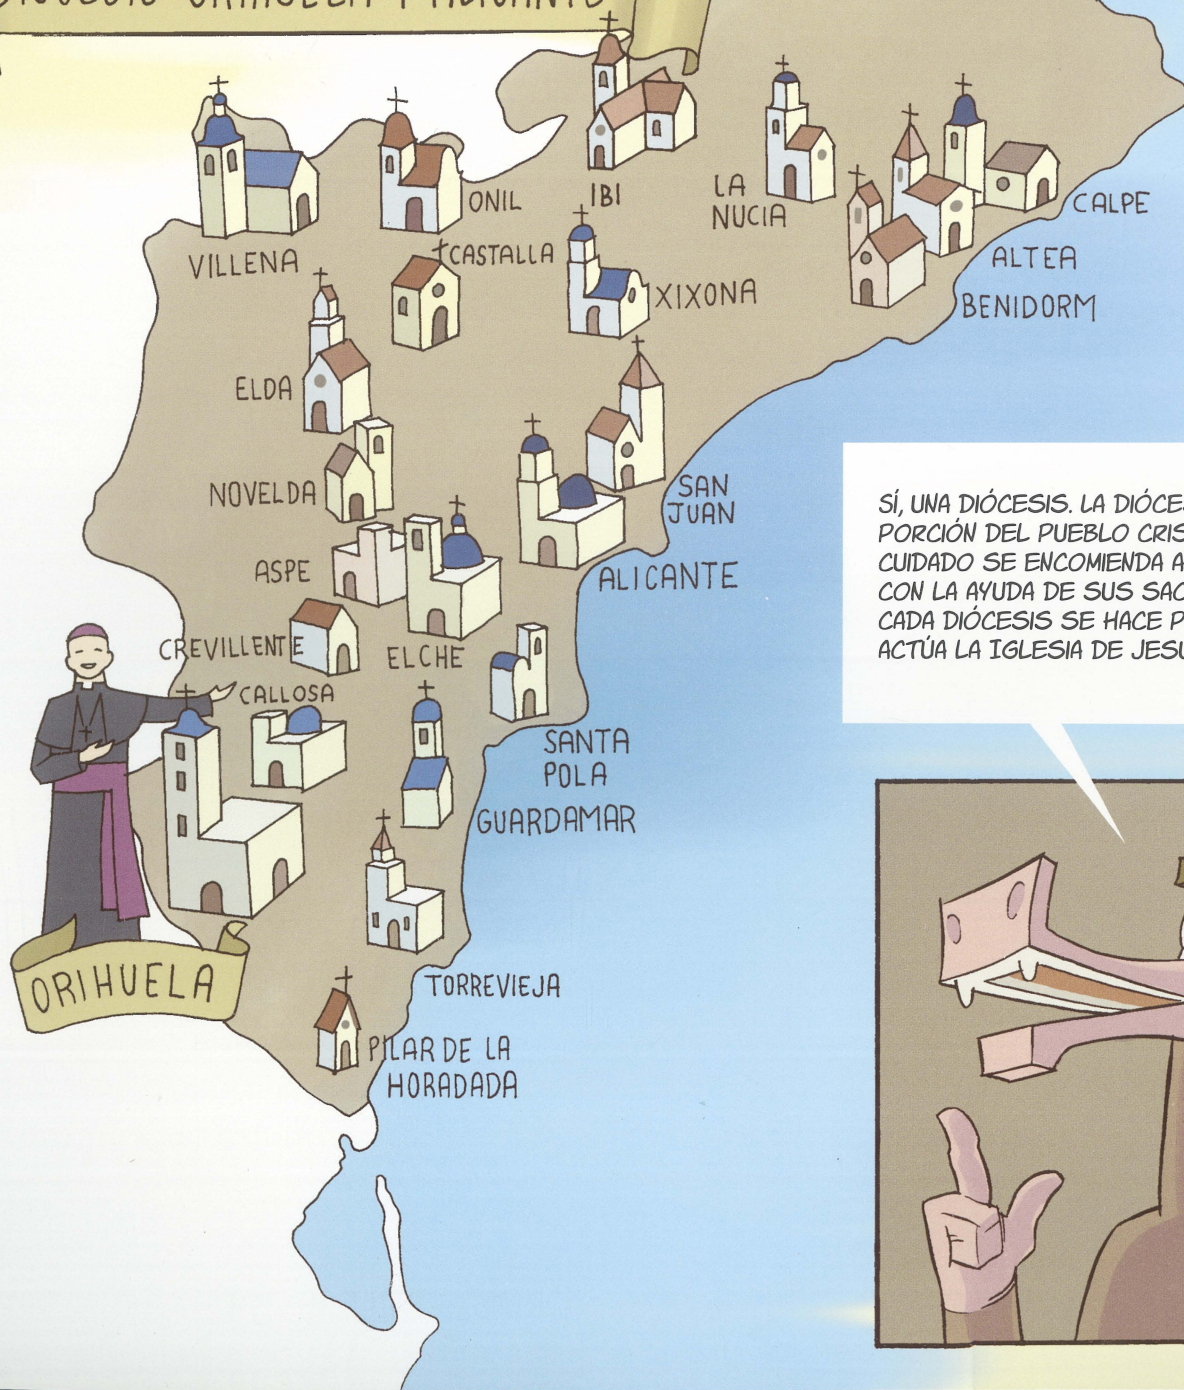 ORIHUELA Y ALICANTE
VILLENA
ONIL
IBI
LA
NUCIA
CALPE
CASTALLA
XIXONA
ALTEA
BENIDORM
ELDA
NOVELDA
SAN
JUAN
ASPE
ALICANTE
CREVILLENTE
ELCHE
CALLOSA
SANTA
POLA
GUARDAMAR
ORIHUELA
TORREVIEJA
PILAR DE LA
HORADADA
SÍ, UNA DIÓCESIS. LA DIÓCES
PORCIÓN DEL PUEBLO CRIS
CUIDADO SE ENCOMIENDA A
CON LA AYUDA DE SUS SAC
CADA DIÓCESIS SE HACE P
ACTÚA LA IGLESIA DE JESU